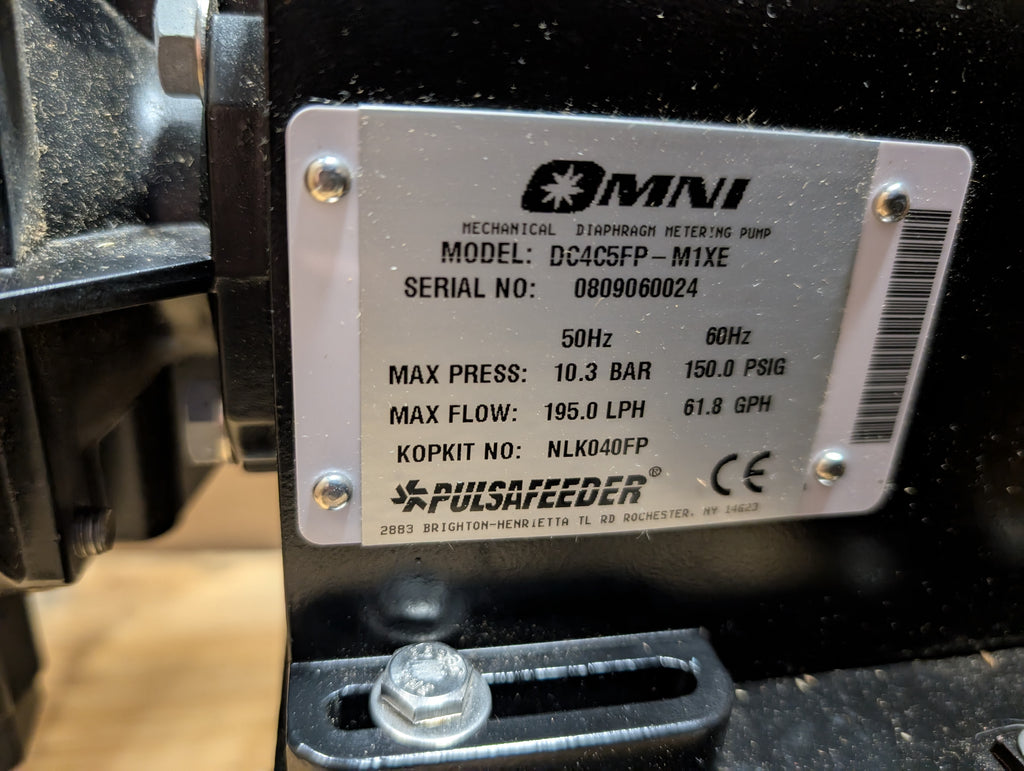 OMNI
MECHANICAL DIAPHRAGM METERING PUMP
MODEL: DC4C5FP-M1XE
SERIAL NO: 0809060024
50Hz 60Hz
MAX PRESS: 10.3 BAR 150.0 PSIG
MAX FLOW: 195.0 LPH 61.8 GPH
KOPKIT NO: NLK040FP
PULSAFEEDER® CE
2883 BRIGHTON-HENRIETTA TL RD ROCHESTER, NY 14623